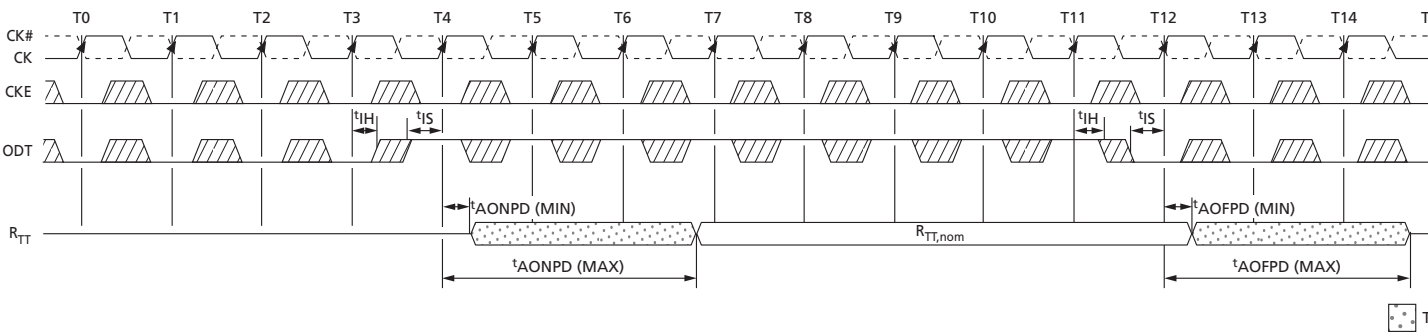 T0 T1 T2 T3 T4 T5 T6 T7 T8 T9 T10 T11 T12 T13 T14 T
CK#
CK
CKE
tIH tIS tIH tIS
ODT
tAONPD (MIN) tAOFPD (MIN)
RTT RTT,nom
tAONPD (MAX) tAOFPD (MAX)
T